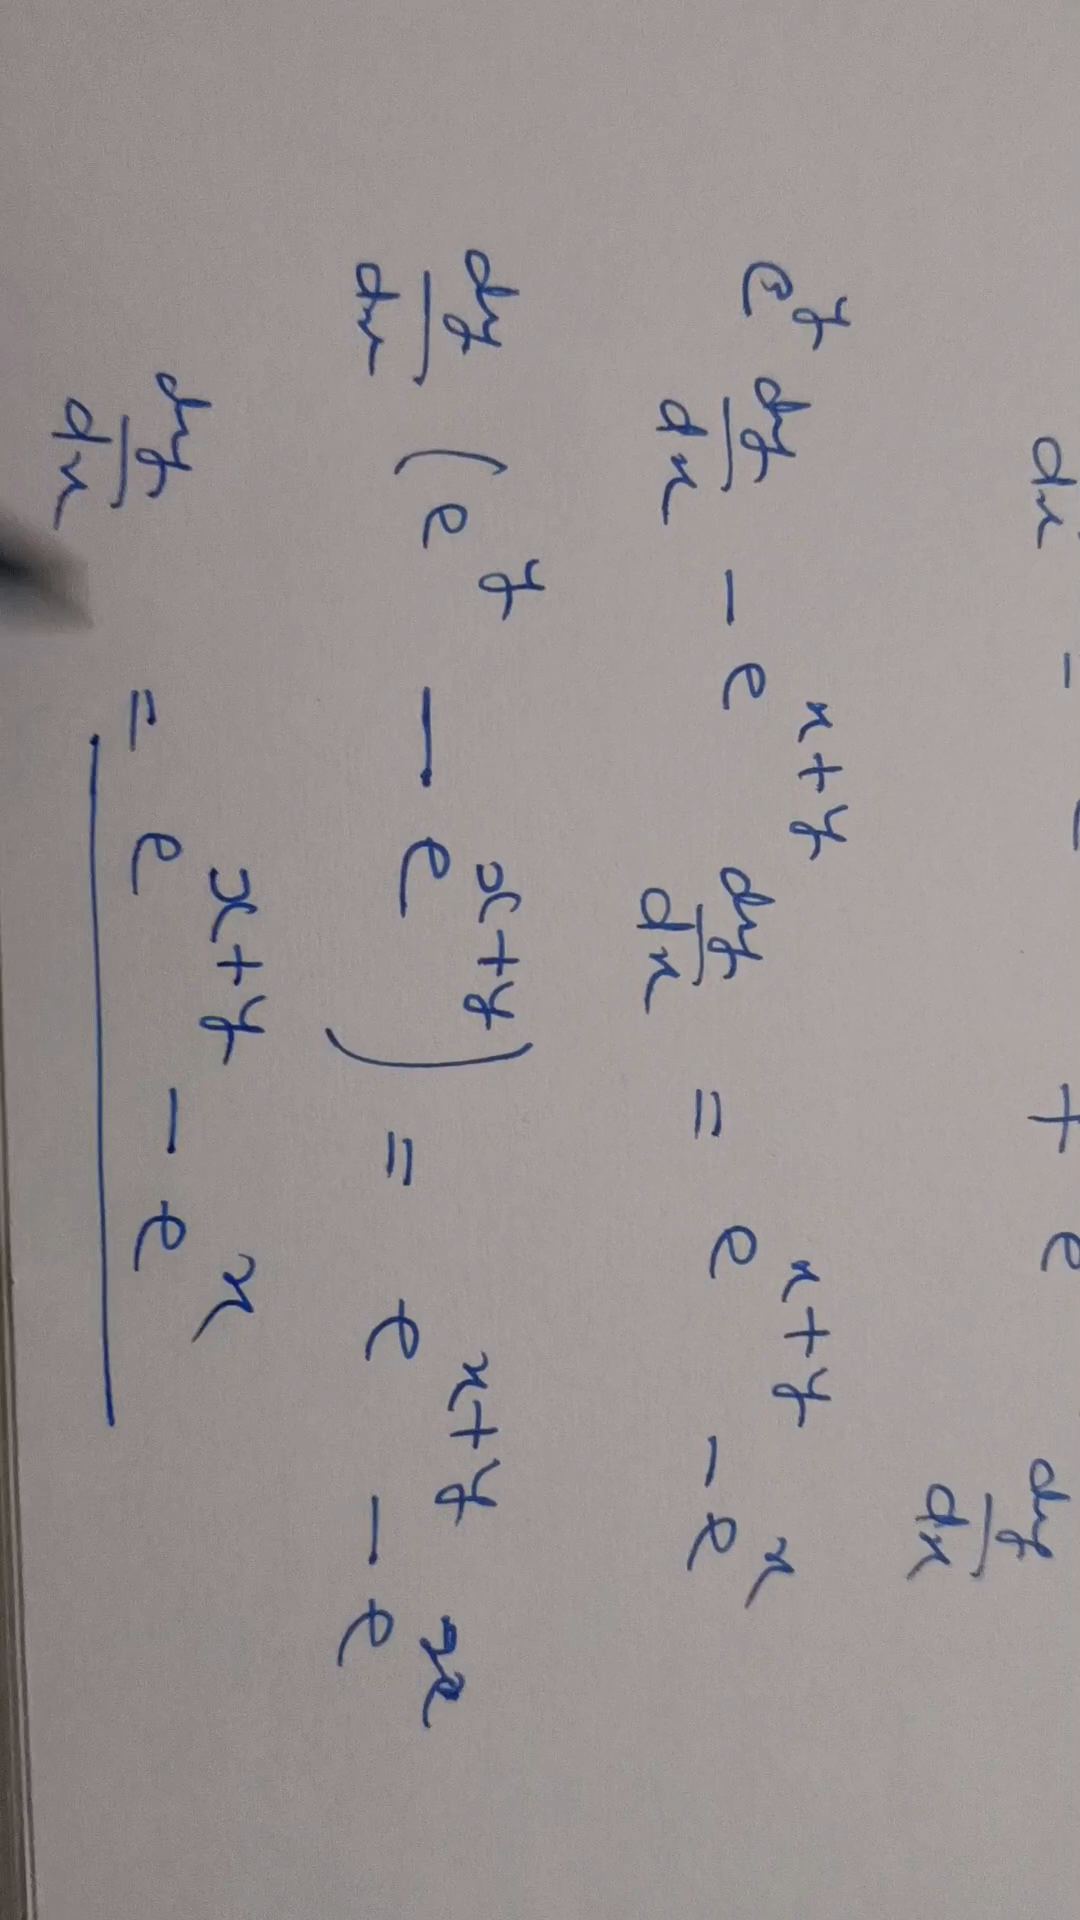 dx = + e dy/dx
e^y dy/dx - e^{x+y} dy/dx = e^{x+y} - e^x
dy/dx (e^y - e^{x+y}) = e^{x+y} - e^x
dy/dx = e^{x+y} - e^x